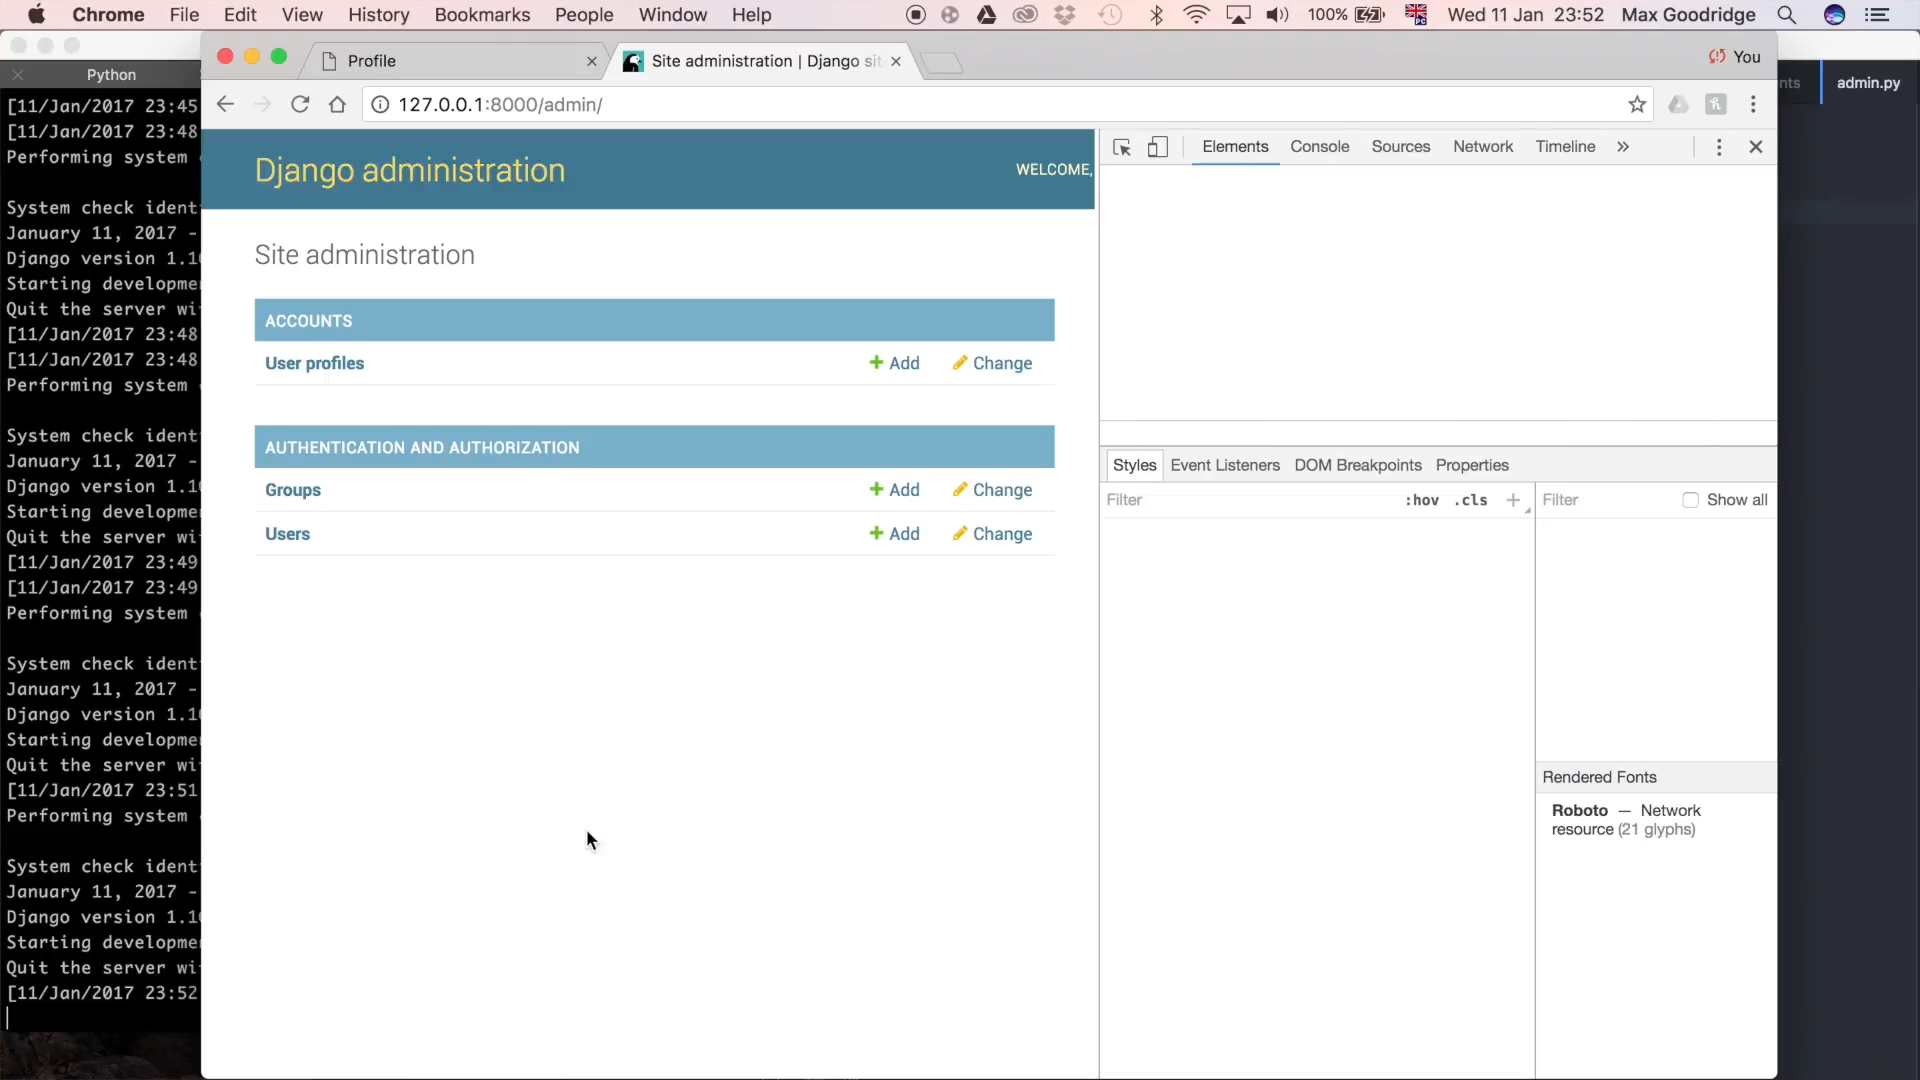 Chrome File Edit View History Bookmarks People Window Help 100% Wed 11 Jan 23:52 Max Goodridge
Python
[11/Jan/2017 23:45
[11/Jan/2017 23:48
Performing system
System check ident
January 11, 2017 -
Django version 1.10
Starting developme
Quit the server wi
[11/Jan/2017 23:48
[11/Jan/2017 23:48
Performing system
System check ident
January 11, 2017 -
Django version 1.10
Starting developme
Quit the server wi
[11/Jan/2017 23:49
[11/Jan/2017 23:49
Performing system
System check ident
January 11, 2017 -
Django version 1.10
Starting developme
Quit the server wi
[11/Jan/2017 23:51
Performing system
System check ident
January 11, 2017 -
Django version 1.10
Starting developme
Quit the server wi
[11/Jan/2017 23:52
Profile
Site administration | Django sit
You
127.0.0.1:8000/admin/
Django administration
WELCOME,
Site administration
ACCOUNTS
User profiles Add Change
AUTHENTICATION AND AUTHORIZATION
Groups Add Change
Users Add Change
Elements Console Sources Network Timeline »
Styles Event Listeners DOM Breakpoints Properties
Filter :hov .cls +
Filter Show all
Rendered Fonts
Roboto — Network
resource (21 glyphs)
nts
admin.py